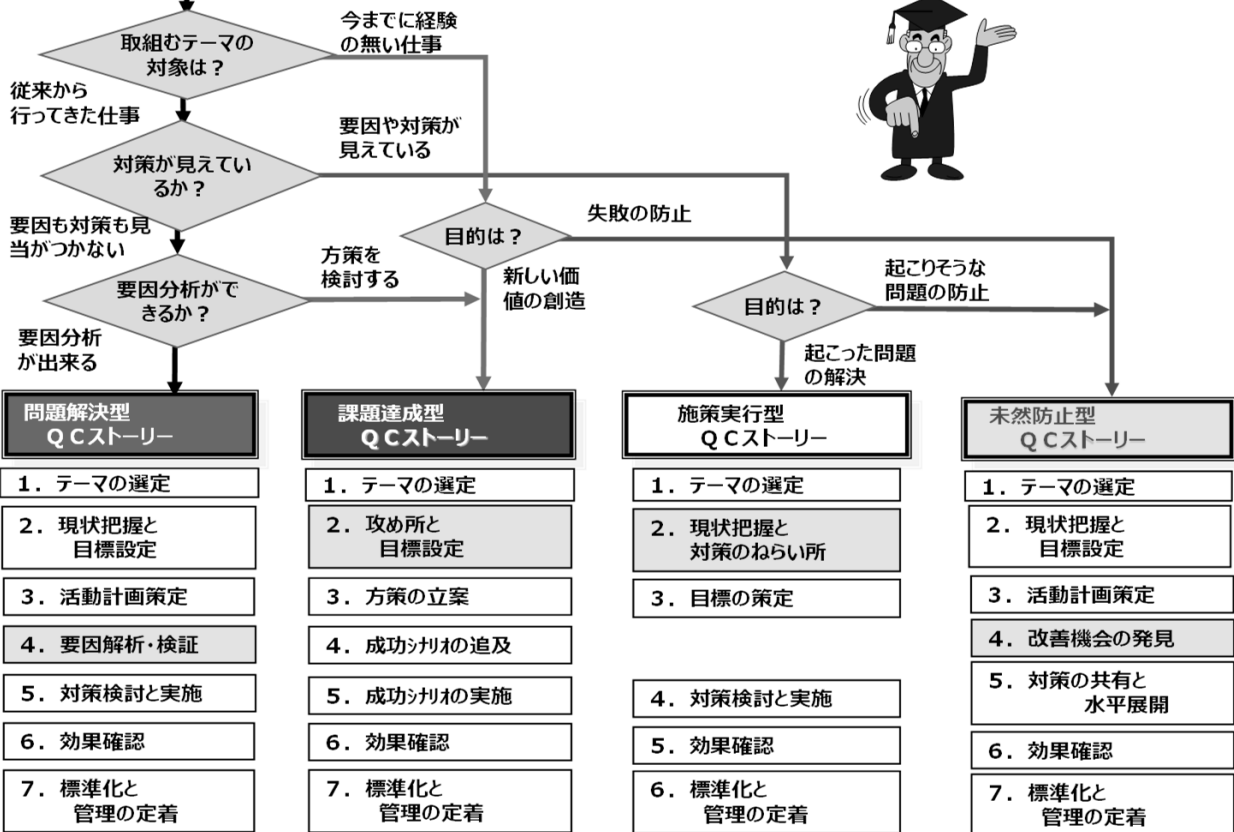 取組むテーマの
対象は？
今までに経験
の無い仕事
従来から
行ってきた仕事
対策が見えてい
るか？
要因や対策が
見えている
要因も対策も見
当がつかない
目的は？
失敗の防止
新しい価
値の創造
要因分析がで
きるか？
方策を
検討する
要因分析
が出来る
目的は？
起こりそうな
問題の防止
起こった問題
の解決
問題解決型
ＱＣストーリー
1．テーマの選定
2．現状把握と
目標設定
3．活動計画策定
4．要因解析・検証
5．対策検討と実施
6．効果確認
7．標準化と
管理の定着
課題達成型
ＱＣストーリー
1．テーマの選定
2．攻め所と
目標設定
3．方策の立案
4．成功ｼﾅﾘｵの追及
5．成功ｼﾅﾘｵの実施
6．効果確認
7．標準化と
管理の定着
施策実行型
ＱＣストーリー
1．テーマの選定
2．現状把握と
対策のねらい所
3．目標の策定
4．対策検討と実施
5．効果確認
6．標準化と
管理の定着
未然防止型
ＱＣストーリー
1．テーマの選定
2．現状把握と
目標設定
3．活動計画策定
4．改善機会の発見
5．対策の共有と
水平展開
6．効果確認
7．標準化と
管理の定着